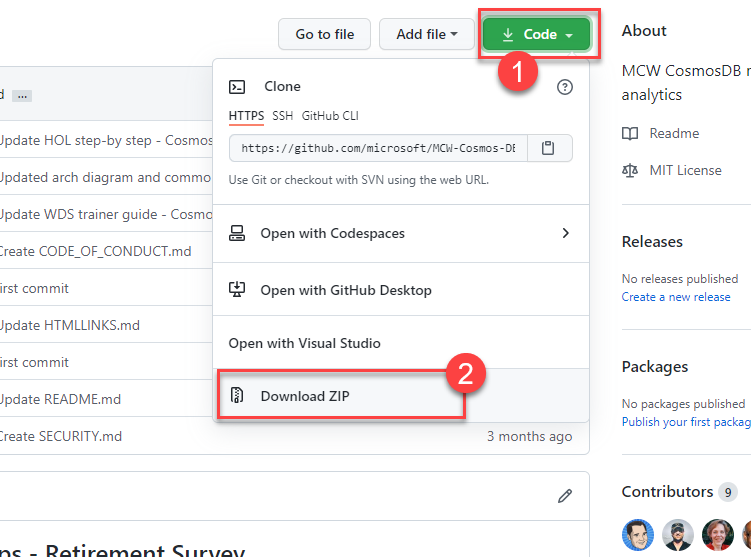 Go to file
Add file
Code
1
About
MCW CosmosDB
analytics
Readme
MIT License
Releases
No releases published
Create a new release
Packages
No packages published
Publish your first packag
Contributors 9
...
Update HOL step-by step - Cosmos
Updated arch diagram and commo
Update WDS trainer guide - Cosmo
Create CODE_OF_CONDUCT.md
irst commit
Update HTMLLINKS.md
irst commit
Update README.md
Create SECURITY.md
3 months ago
Clone
HTTPS SSH GitHub CLI
https://github.com/microsoft/MCW-Cosmos-DE
Use Git or checkout with SVN using the web URL.
Open with Codespaces
Open with GitHub Desktop
Open with Visual Studio
2
Download ZIP
ps - Retirement Survey